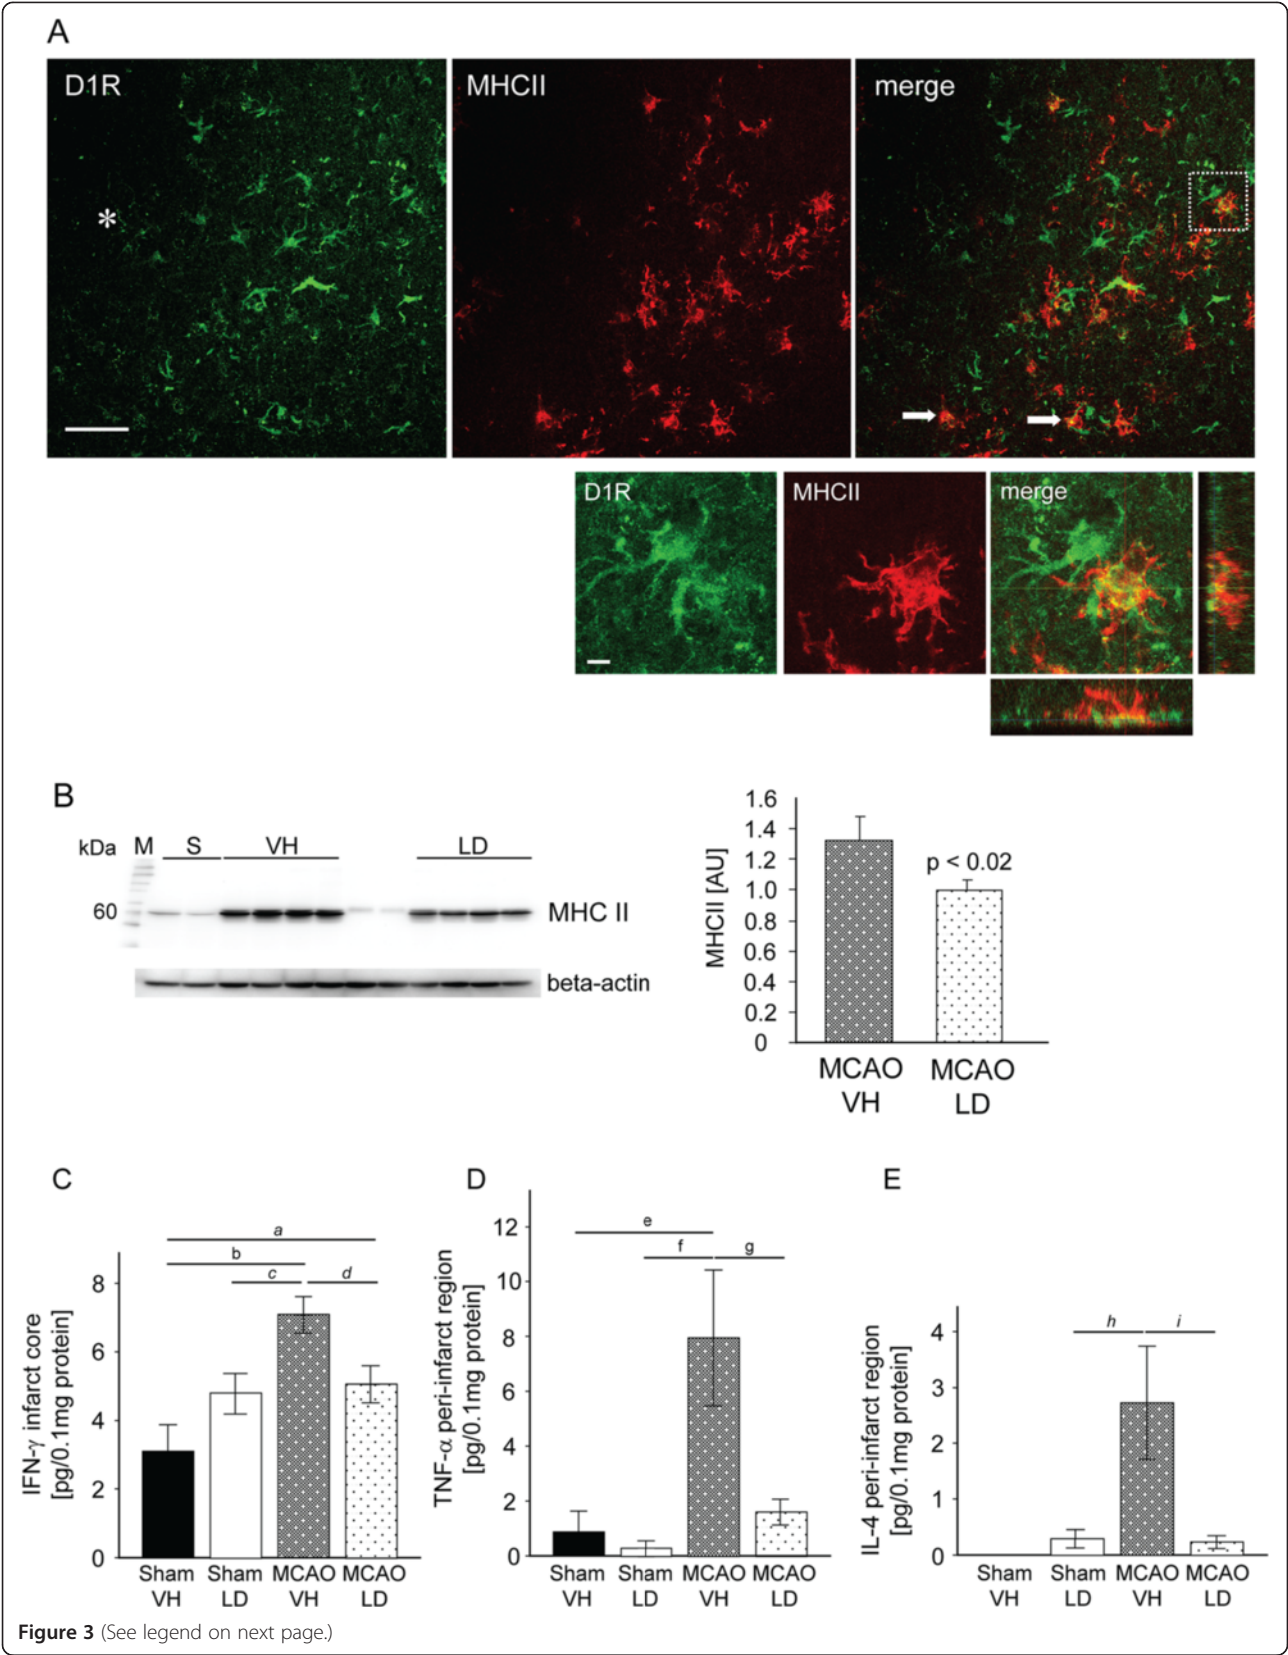 A
D1R MHCII merge
*
D1R MHCII merge
B
kDa M S VH LD
60 MHC II
beta-actin
MHCII [AU]
1.6
1.4
1.2
1.0
0.8
0.6
0.4
0.2
0
p < 0.02
MCAO MCAO
VH LD
C
IFN-γ infarct core
[pg/0.1mg protein]
8
6
4
2
0
a
b
c d
Sham Sham MCAO MCAO
VH LD VH LD
D
TNF-α peri-infarct region
[pg/0.1mg protein]
12
10
8
6
4
2
0
e
f g
Sham Sham MCAO MCAO
VH LD VH LD
E
IL-4 peri-infarct region
[pg/0.1mg protein]
4
3
2
1
0
h i
Sham Sham MCAO MCAO
VH LD VH LD
Figure 3 (See legend on next page.)